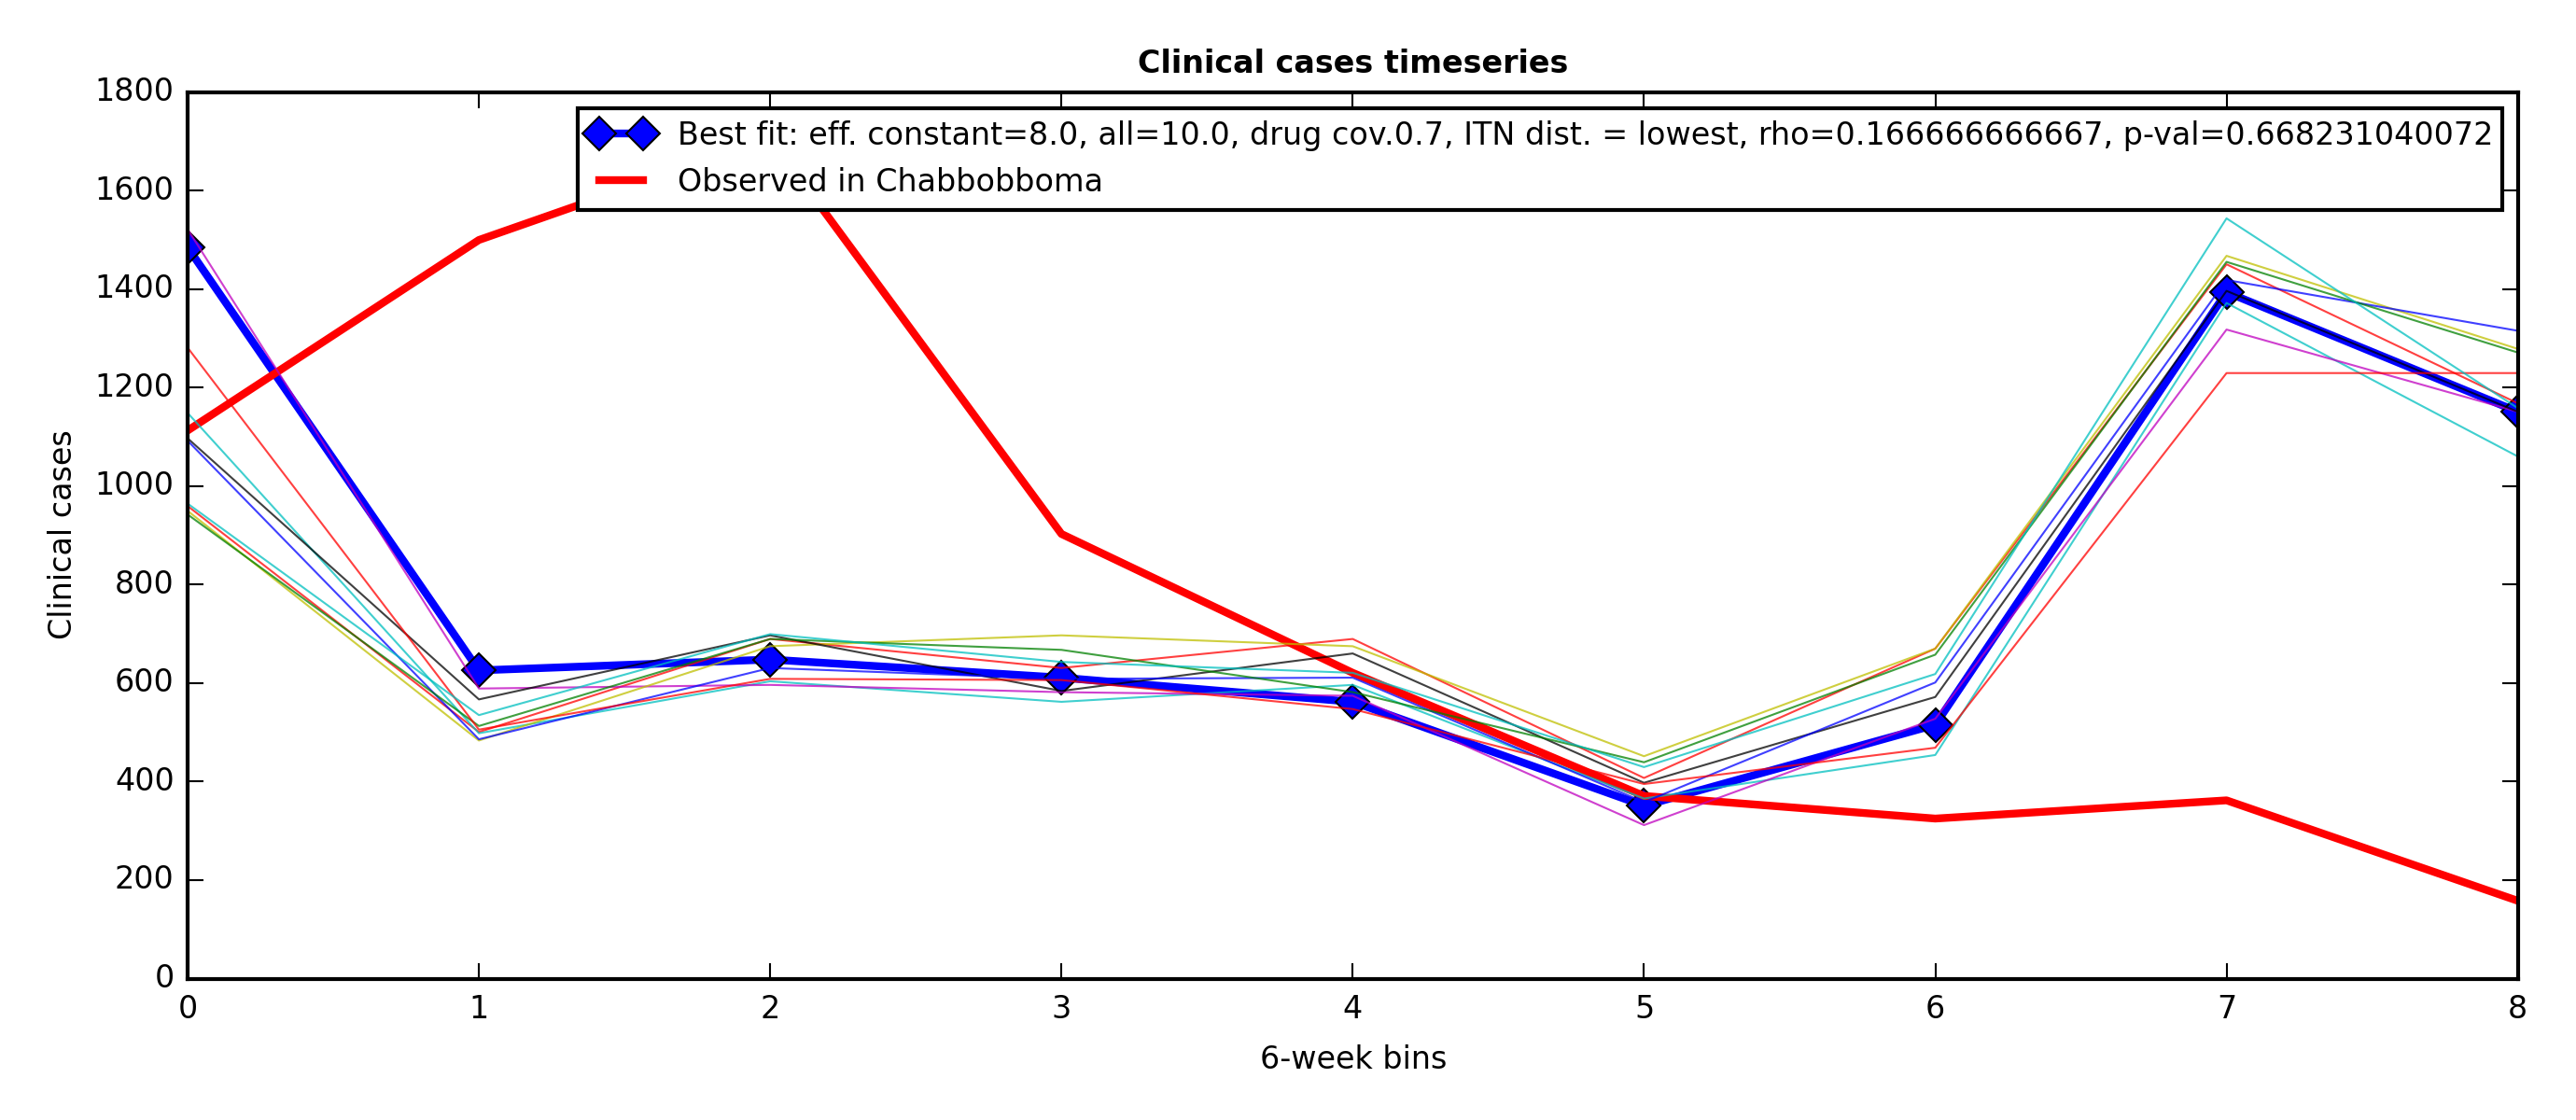 Clinical cases timeseries
1800
1600
1400
1200
1000
800
600
400
200
0
Clinical cases
Best fit: eff. constant=8.0, all=10.0, drug cov.0.7, ITN dist. = lowest, rho=0.166666666667, p-val=0.668231040072
Observed in Chabbobboma
0 1 2 3 4 5 6 7 8
6-week bins